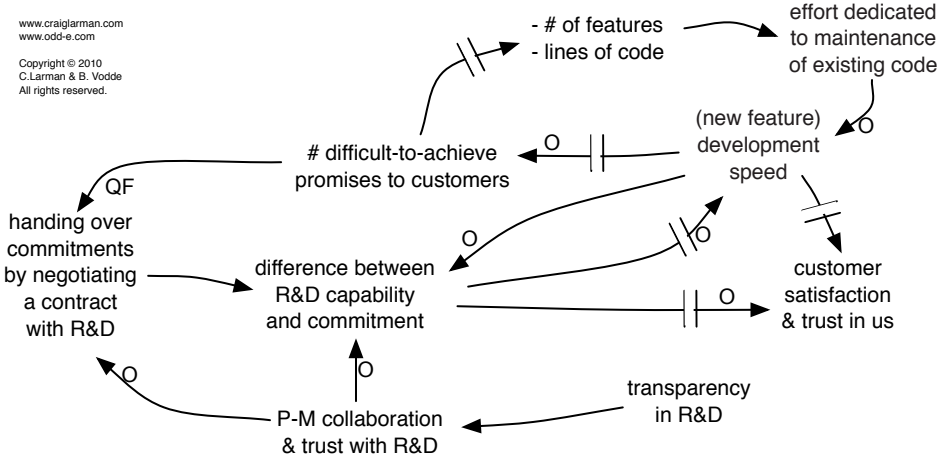 www.craiglarman.com
www.odd-e.com
Copyright © 2010
C.Larman & B. Vodde
All rights reserved.
- # of features
- lines of code
effort dedicated
to maintenance
of existing code
O
(new feature)
development
speed
O
# difficult-to-achieve
promises to customers
QF
handing over
commitments
by negotiating
a contract
with R&D
O
difference between
R&D capability
and commitment
O
O
customer
satisfaction
& trust in us
O
O
P-M collaboration
& trust with R&D
transparency
in R&D